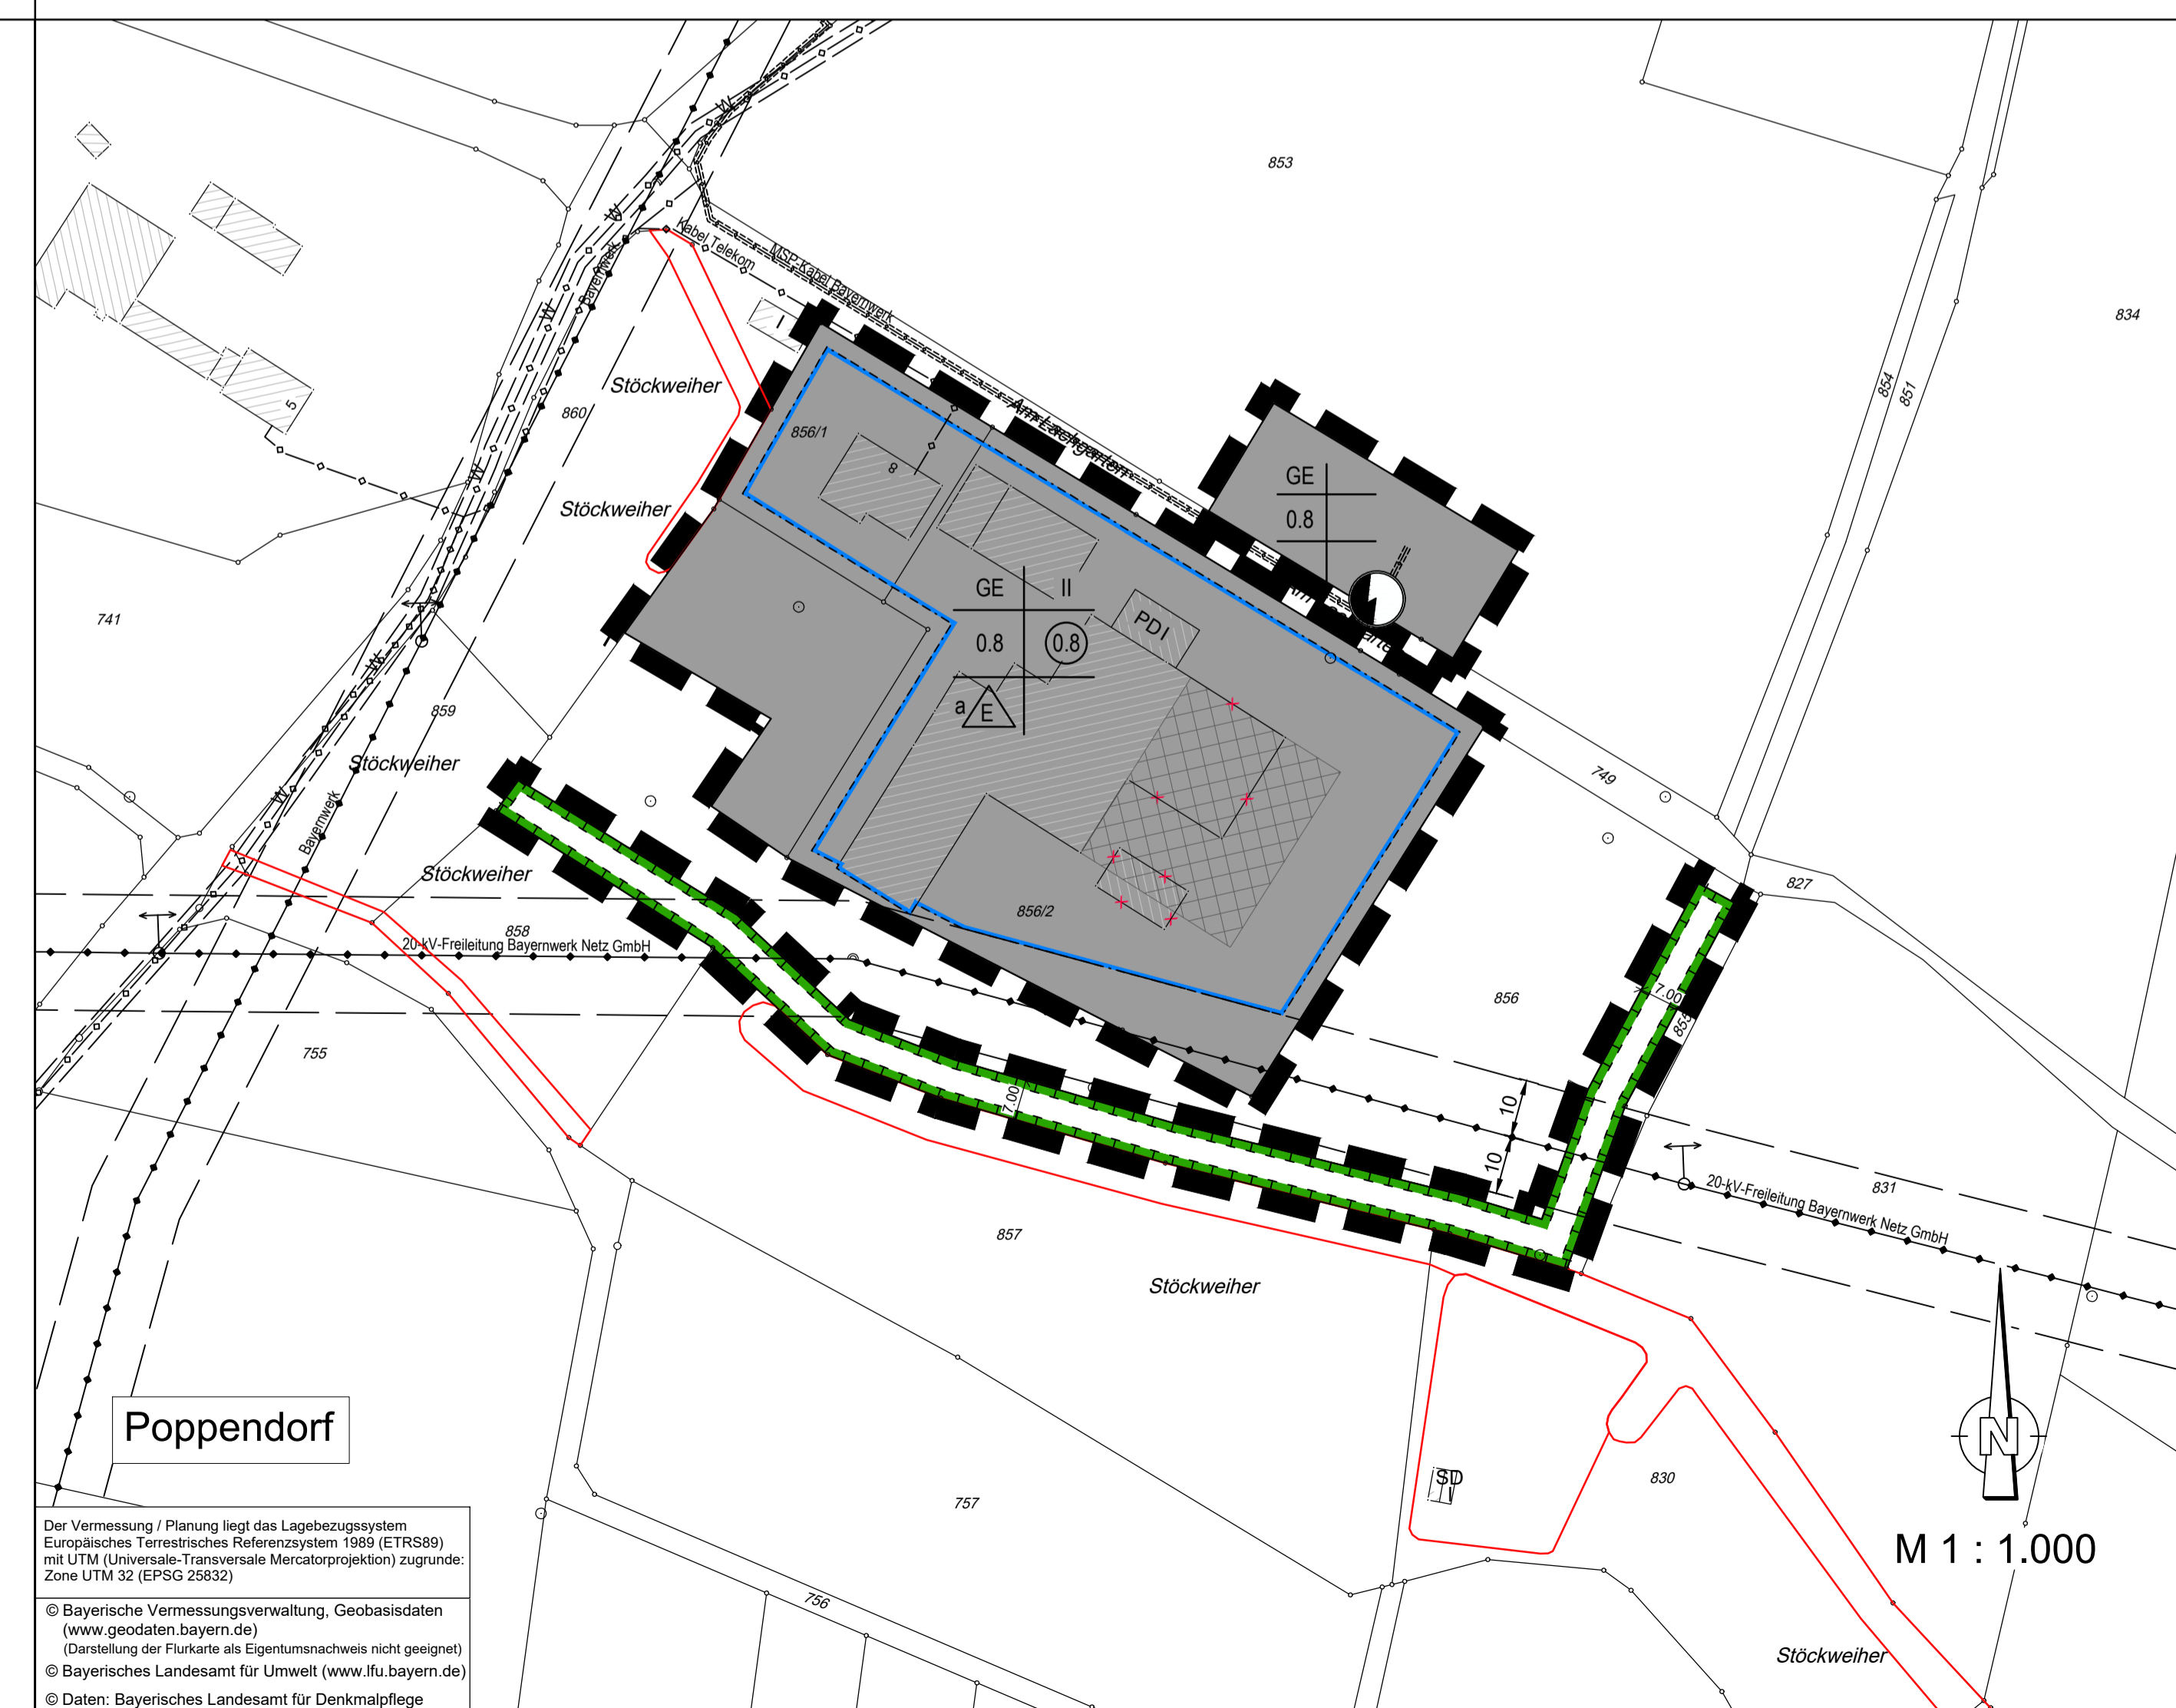 853
834
854
851
W
W
W
W
W
W
Kabel Telekom
MSP-Kabel Bayernwerk
Bayernwerk
I
Stöckweiher
860
856/1
5
8
Am Lachgarten
GE
0.8
Stöckweiher
741
GE II
0.8 0.8
a E
PD I
859
Stöckweiher
Bayernwerk
749
827
Stöckweiher
858
20-kV-Freileitung Bayernwerk Netz GmbH
856/2
856
7.00
855
755
7.00
10
10
831
20-kV-Freileitung Bayernwerk Netz GmbH
857
Stöckweiher
Poppendorf
SD
I
830
N
757
M 1 : 1.000
756
Stöckweiher
Der Vermessung / Planung liegt das Lagebezugssystem
Europäisches Terrestrisches Referenzsystem 1989 (ETRS89)
mit UTM (Universale-Transversale Mercatorprojektion) zugrunde:
Zone UTM 32 (EPSG 25832)
© Bayerische Vermessungsverwaltung, Geobasisdaten
(www.geodaten.bayern.de)
(Darstellung der Flurkarte als Eigentumsnachweis nicht geeignet)
© Bayerisches Landesamt für Umwelt (www.lfu.bayern.de)
© Daten: Bayerisches Landesamt für Denkmalpflege